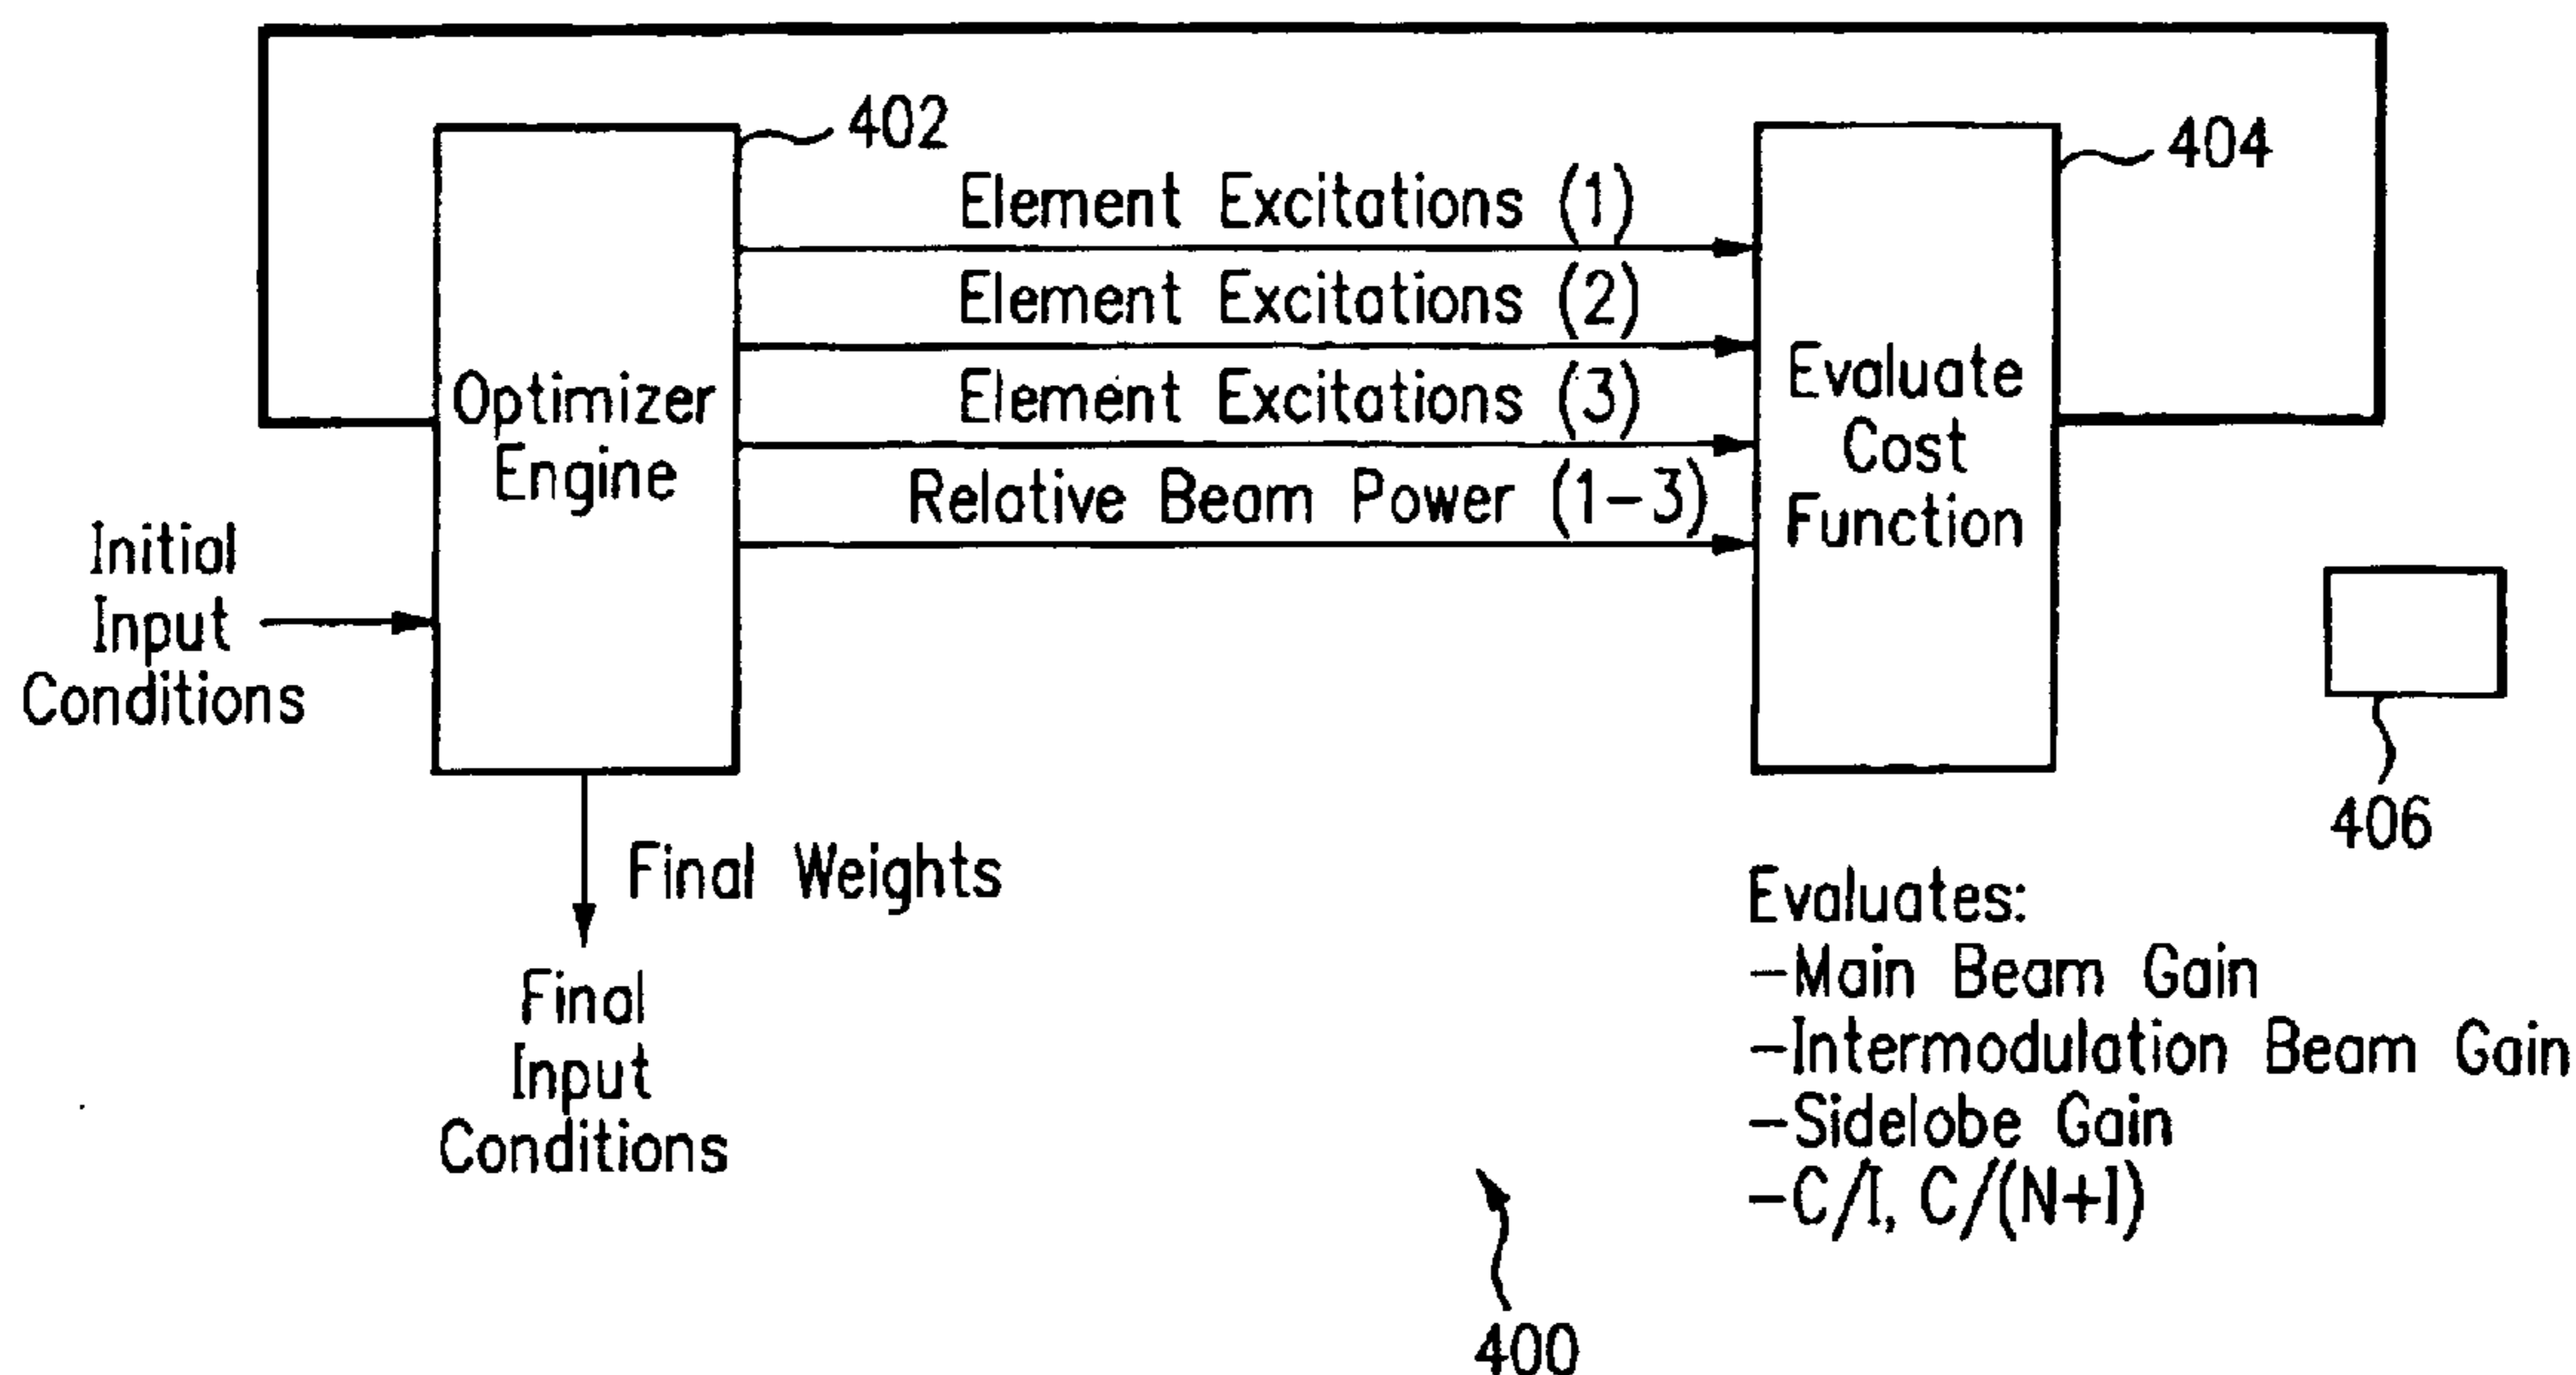 402
404
Element Excitations (1)
Element Excitations (2)
Element Excitations (3)
Relative Beam Power (1-3)
Optimizer
Engine
Evaluate
Cost
Function
Initial
Input
Conditions
406
Final Weights
Final
Input
Conditions
Evaluates:
-Main Beam Gain
-Intermodulation Beam Gain
-Sidelobe Gain
-C/I, C/(N+I)
400